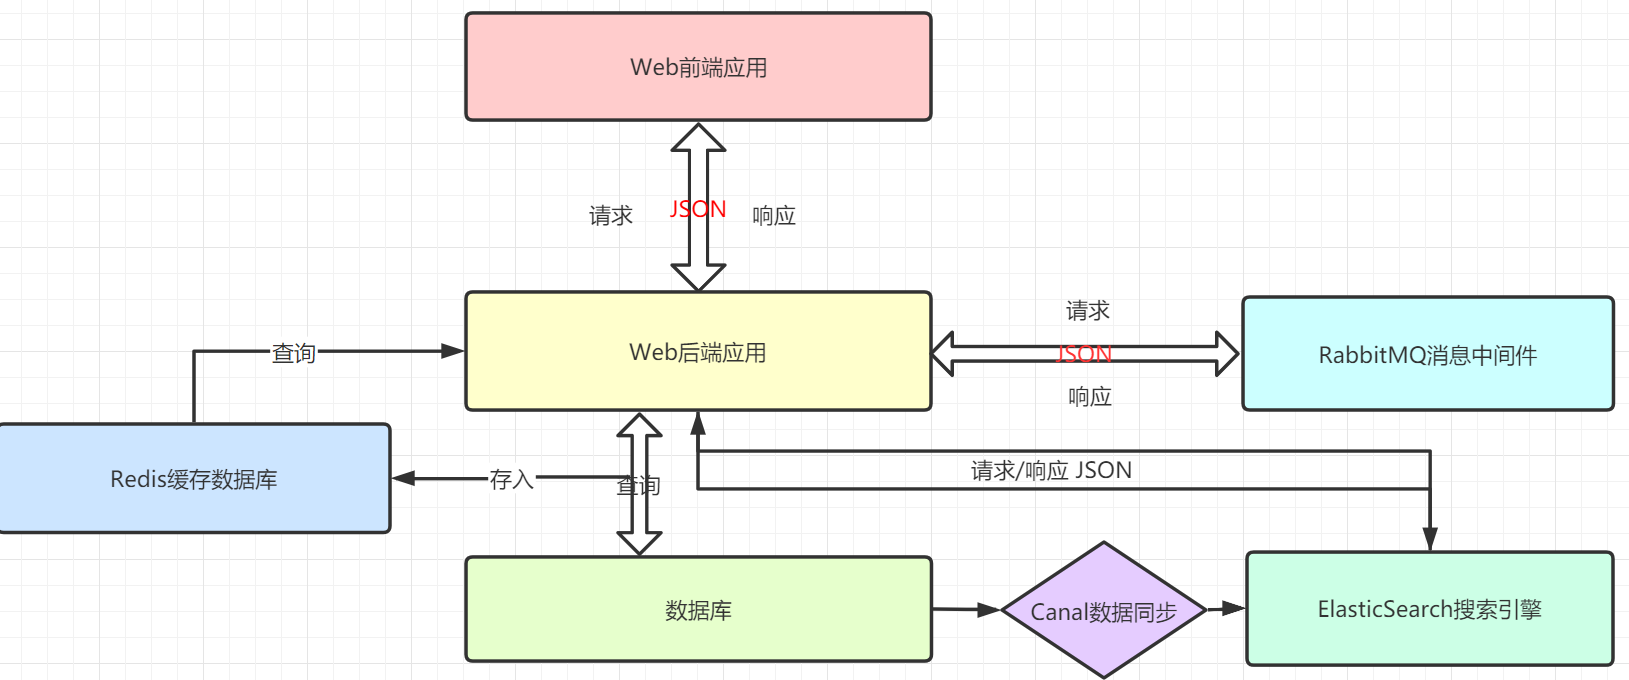 Web前端应用
请求
JSON
响应
请求
查询
Web后端应用
JSON
RabbitMQ消息中间件
响应
Redis缓存数据库
存入
查询
请求/响应 JSON
数据库
Canal数据同步
ElasticSearch搜索引擎